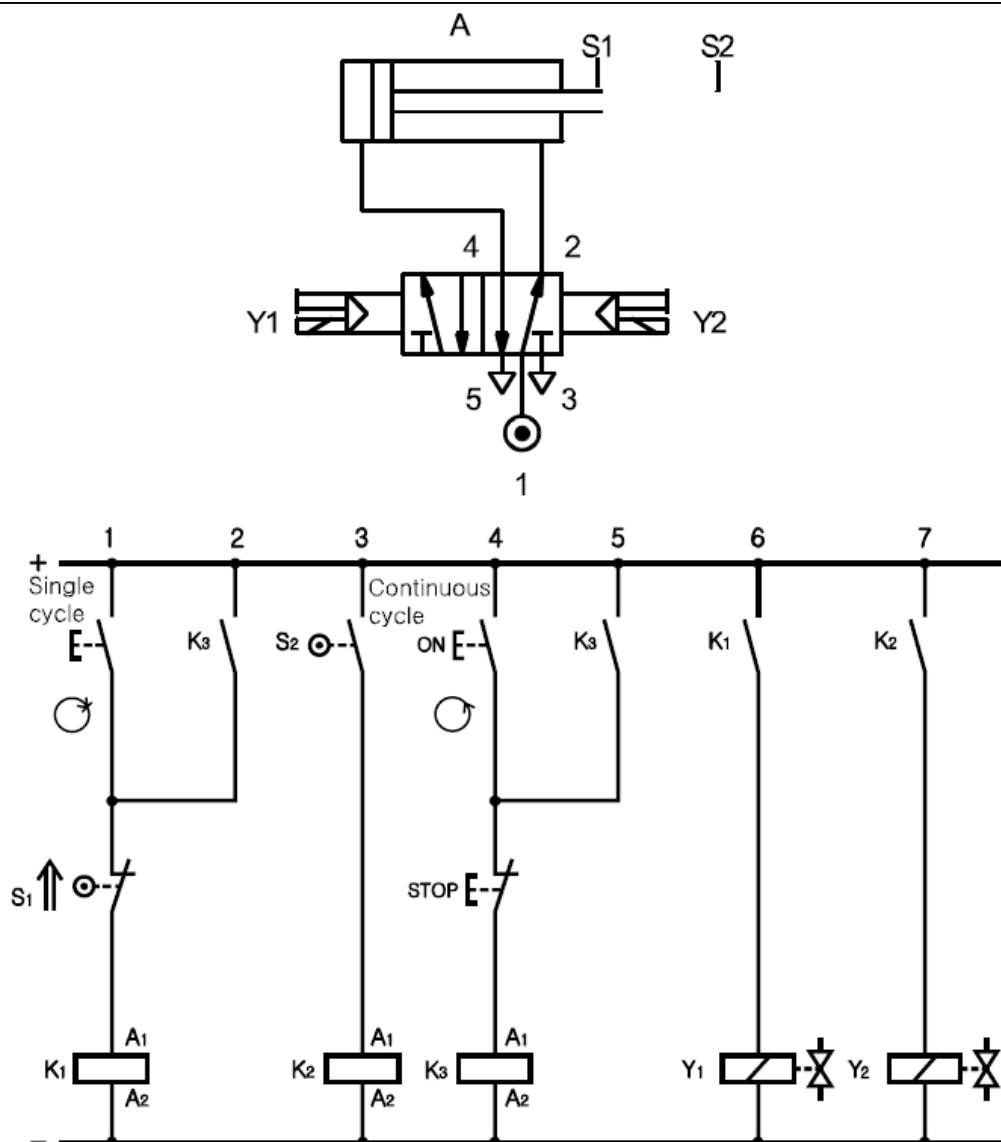 A
S1 S2
4 2
Y1 Y2
5 3
1
1 2 3 4 5 6 7
+
Single
cycle
Continuous
cycle
K3 S2 ON K3 K1 K2
S1 STOP
A1 A1 A1
K1 K2 K3 Y1 Y2
A2 A2 A2
–